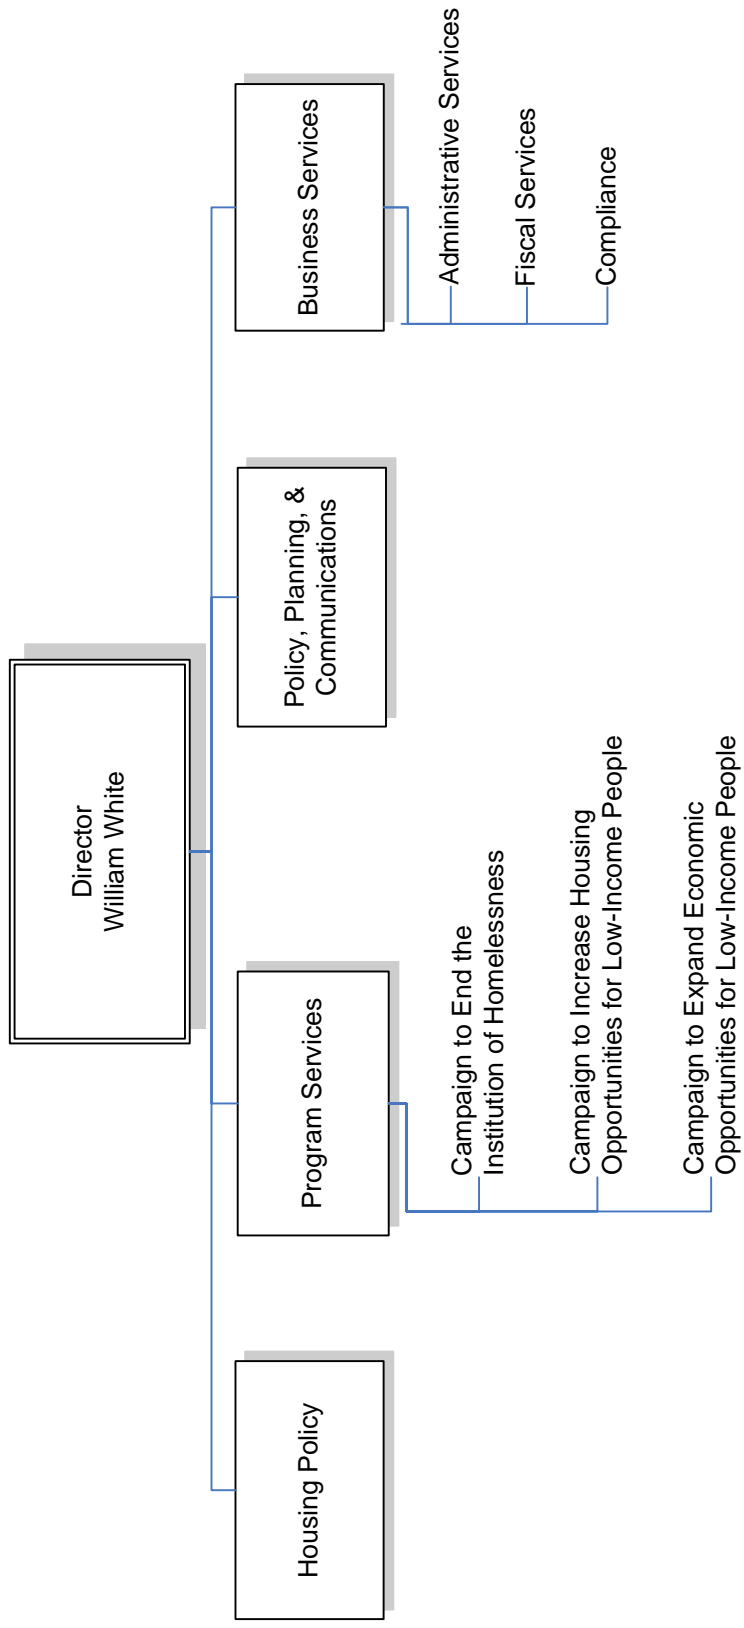 Director
William White
Housing Policy
Program Services
Campaign to End the
Institution of Homelessness
Campaign to Increase Housing
Opportunities for Low-Income People
Campaign to Expand Economic
Opportunities for Low-Income People
Policy, Planning, &
Communications
Business Services
Administrative Services
Fiscal Services
Compliance